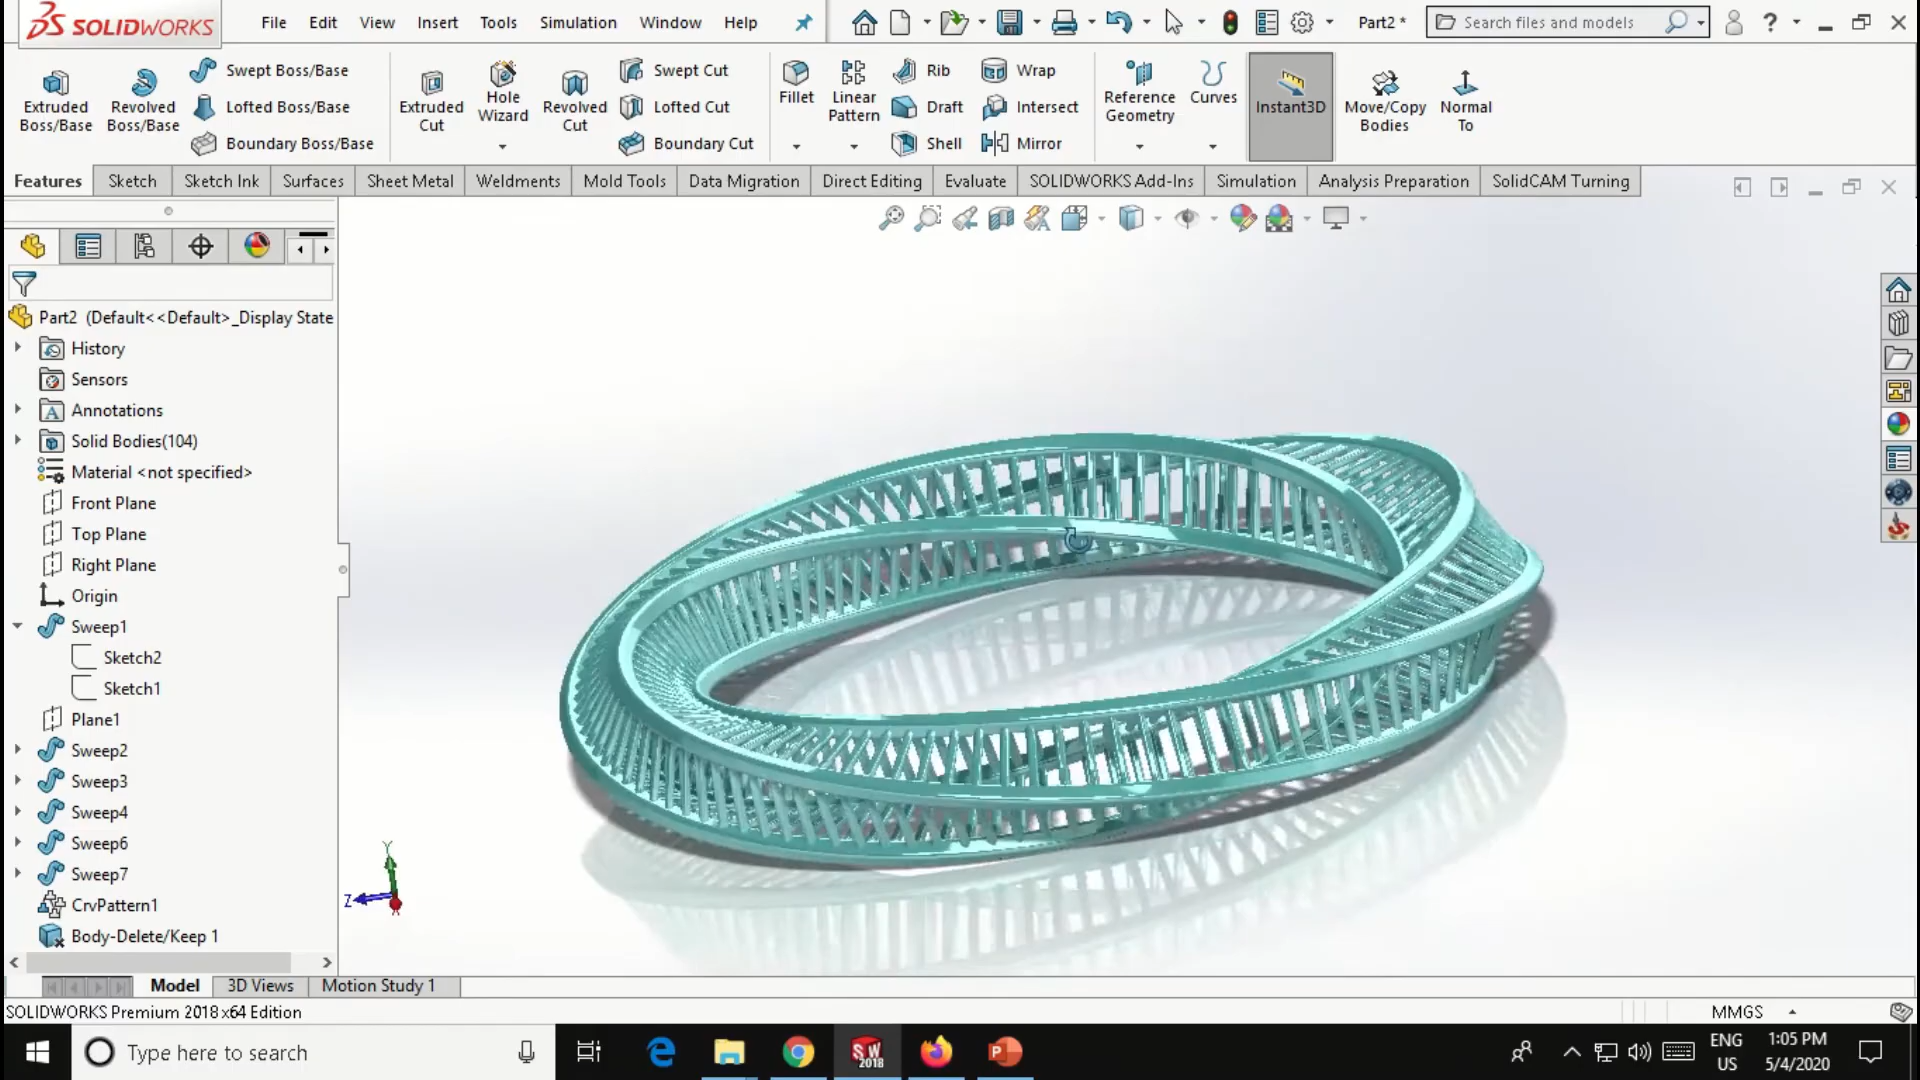 SOLIDWORKS File Edit View Insert Tools Simulation Window Help Part2 * Search files and models ?
Extruded Boss/Base
Revolved Boss/Base
Swept Boss/Base
Lofted Boss/Base
Boundary Boss/Base
Extruded Cut
Hole Wizard
Revolved Cut
Swept Cut
Lofted Cut
Boundary Cut
Fillet
Linear Pattern
Rib
Draft
Shell
Wrap
Intersect
Mirror
Reference Geometry
Curves
Instant3D
Move/Copy Bodies
Normal To
Features Sketch Sketch Ink Surfaces Sheet Metal Weldments Mold Tools Data Migration Direct Editing Evaluate SOLIDWORKS Add-Ins Simulation Analysis Preparation SolidCAM Turning
Part2 (Default<<Default>_Display State
History
Sensors
Annotations
Solid Bodies(104)
Material <not specified>
Front Plane
Top Plane
Right Plane
Origin
Sweep1
Sketch2
Sketch1
Plane1
Sweep2
Sweep3
Sweep4
Sweep6
Sweep7
CrvPattern1
Body-Delete/Keep 1
Y
Z
X
Model 3D Views Motion Study 1
SOLIDWORKS Premium 2018 x64 Edition MMGS
Type here to search
SW 2018
ENG US
1:05 PM
5/4/2020